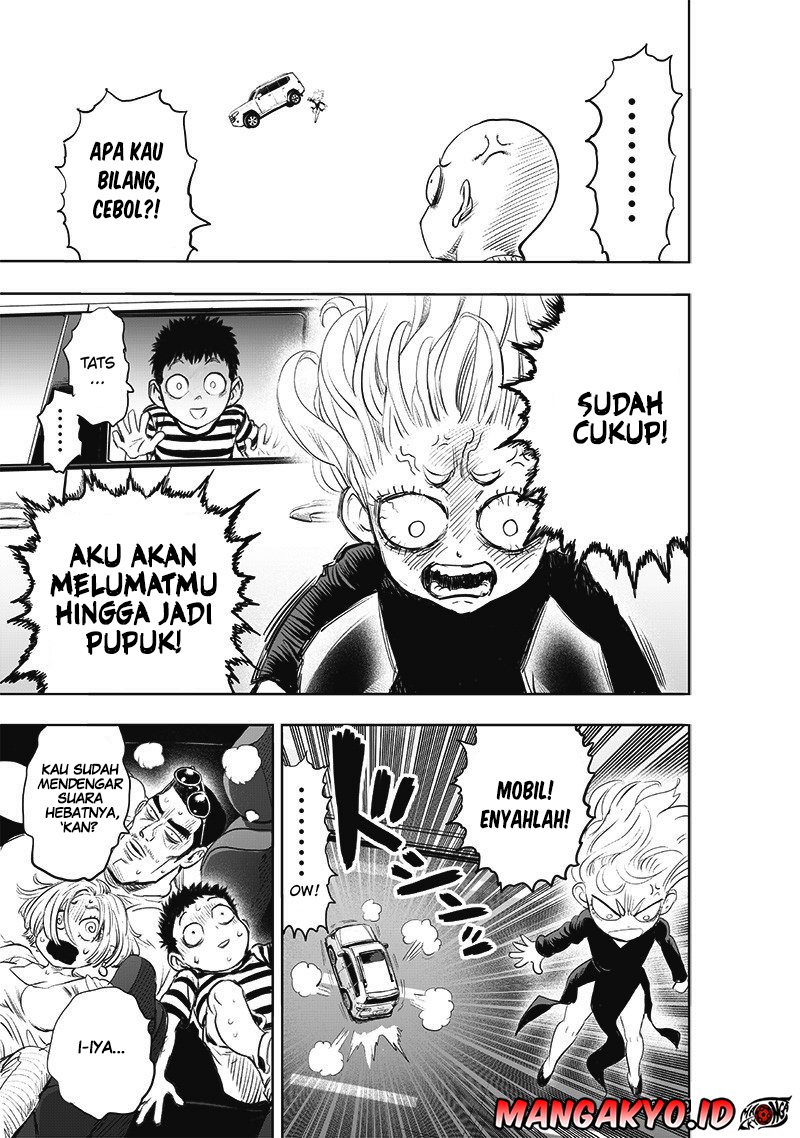 .........
APA KAU
BILANG,
CEBOL?!
SUDAH
CUKUP!
TATS
...
.....
AKU AKAN
MELUMATMU
HINGGA JADI
PUPUK!
MOBIL!
ENYAHLAH!
.......
OW!
ドドン
KAU SUDAH
MENDENGAR
SUARA
HEBATNYA,
'KAN?
I-IYA...
MANGAKYO.ID